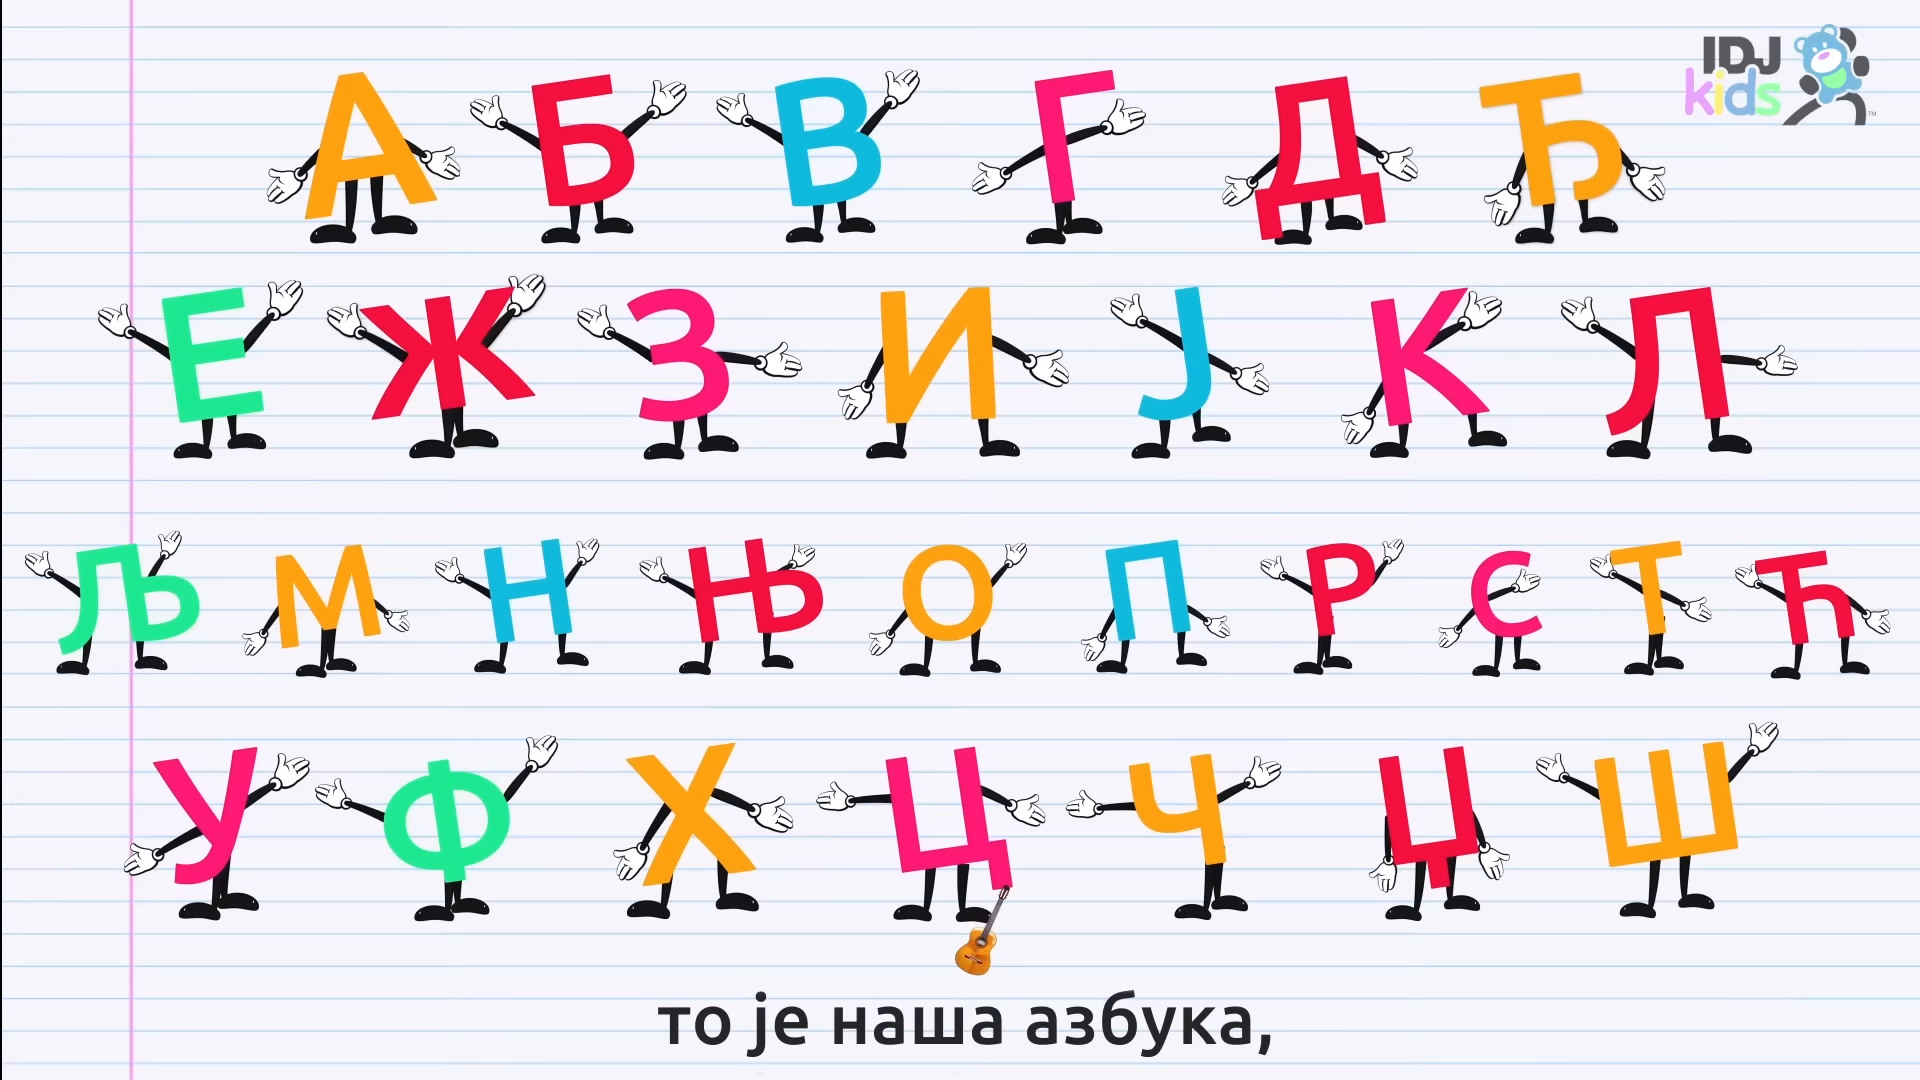 IDJ
kids
А Б В Г Д Ђ
Е Ж З И Ј К Л
Љ М Н Њ О П Р С Т Ћ
У Ф Х Ц Ч Џ Ш
то је наша азбука,